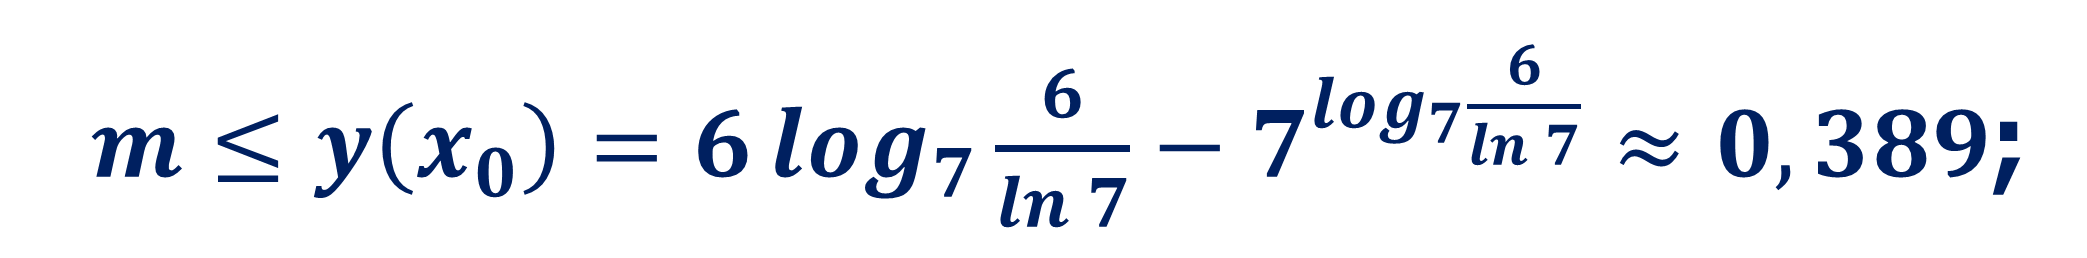 m ≤ y(x₀) = 6 log₇ 6/ln 7 − 7^(log₇ 6/ln 7) ≈ 0,389;